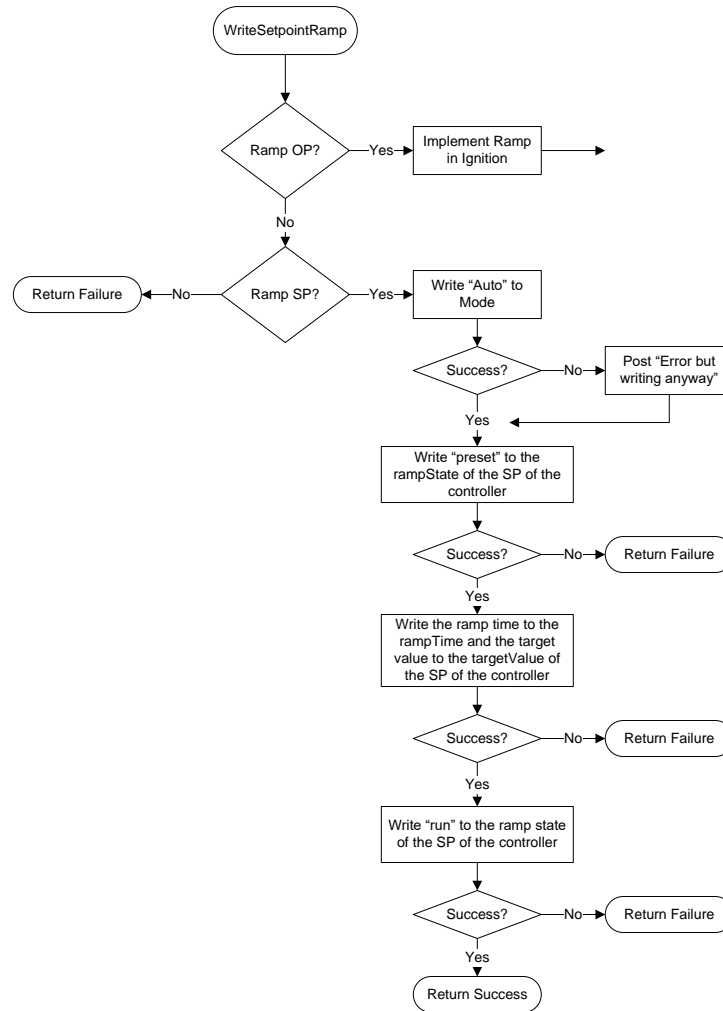 WriteSetpointRamp
Ramp OP?
Yes
Implement Ramp
in Ignition
No
Return Failure
No
Ramp SP?
Yes
Write “Auto” to
Mode
Success?
No
Post “Error but
writing anyway”
Yes
Write “preset” to the
rampState of the SP of the
controller
Success?
No
Return Failure
Yes
Write the ramp time to the
rampTime and the target
value to the targetValue of
the SP of the controller
Success?
No
Return Failure
Yes
Write “run” to the ramp state
of the SP of the controller
Success?
No
Return Failure
Yes
Return Success